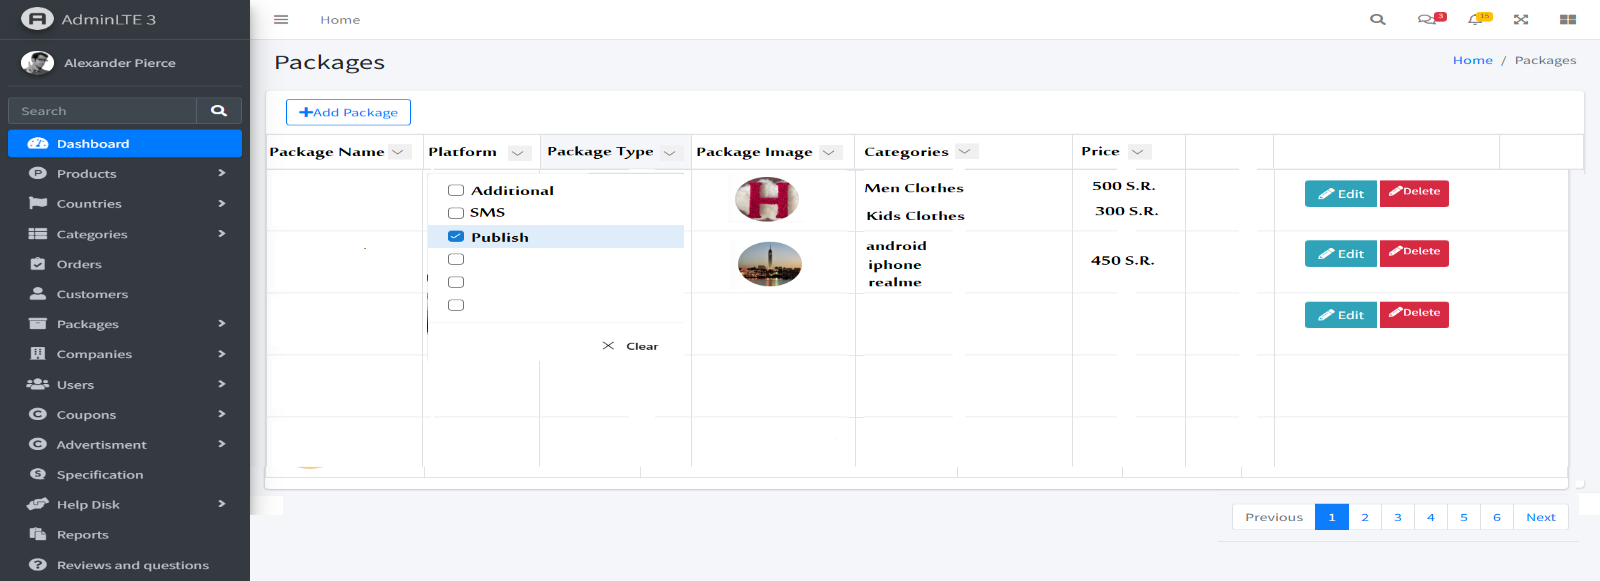 AdminLTE 3
Home
3
15
Alexander Pierce
Packages
Home / Packages
Search
Add Package
Dashboard
Products
Countries
Categories
Orders
Customers
Packages
Companies
Users
Coupons
Advertisment
Specification
Help Disk
Reports
Reviews and questions
Package Name
Platform
Package Type
Package Image
Categories
Price
Additional
SMS
Publish
Clear
H
Men Clothes
Kids Clothes
500 S.R.
300 S.R.
Edit
Delete
android
iphone
realme
450 S.R.
Edit
Delete
Edit
Delete
Previous 1 2 3 4 5 6 Next